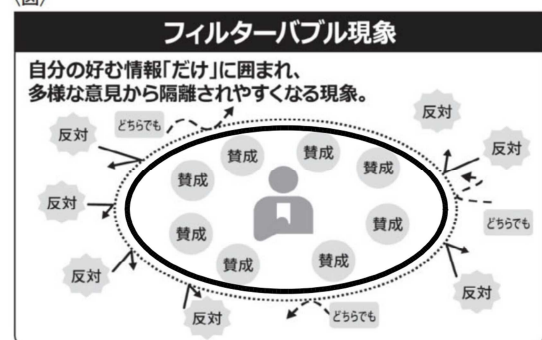 〈図〉
フィルターバブル現象
自分の好む情報「だけ」に囲まれ、
多様な意見から隔離されやすくなる現象。
反対
どちらでも
反対
反対
賛成
賛成
賛成
賛成
反対
賛成
賛成
どちらでも
反対
賛成
賛成
反対
反対
どちらでも